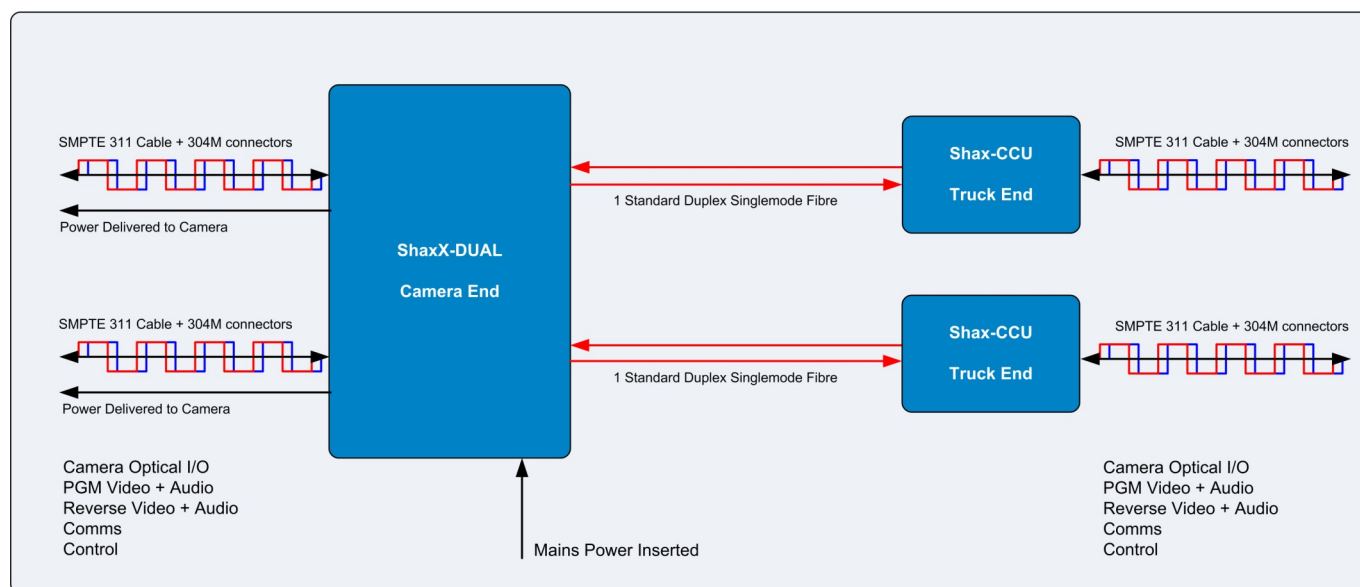 SMPTE 311 Cable + 304M connectors
Power Delivered to Camera
SMPTE 311 Cable + 304M connectors
Power Delivered to Camera
Camera Optical I/O
PGM Video + Audio
Reverse Video + Audio
Comms
Control
ShaxX-DUAL
Camera End
Mains Power Inserted
1 Standard Duplex Singlemode Fibre
1 Standard Duplex Singlemode Fibre
Shax-CCU
Truck End
Shax-CCU
Truck End
SMPTE 311 Cable + 304M connectors
SMPTE 311 Cable + 304M connectors
Camera Optical I/O
PGM Video + Audio
Reverse Video + Audio
Comms
Control